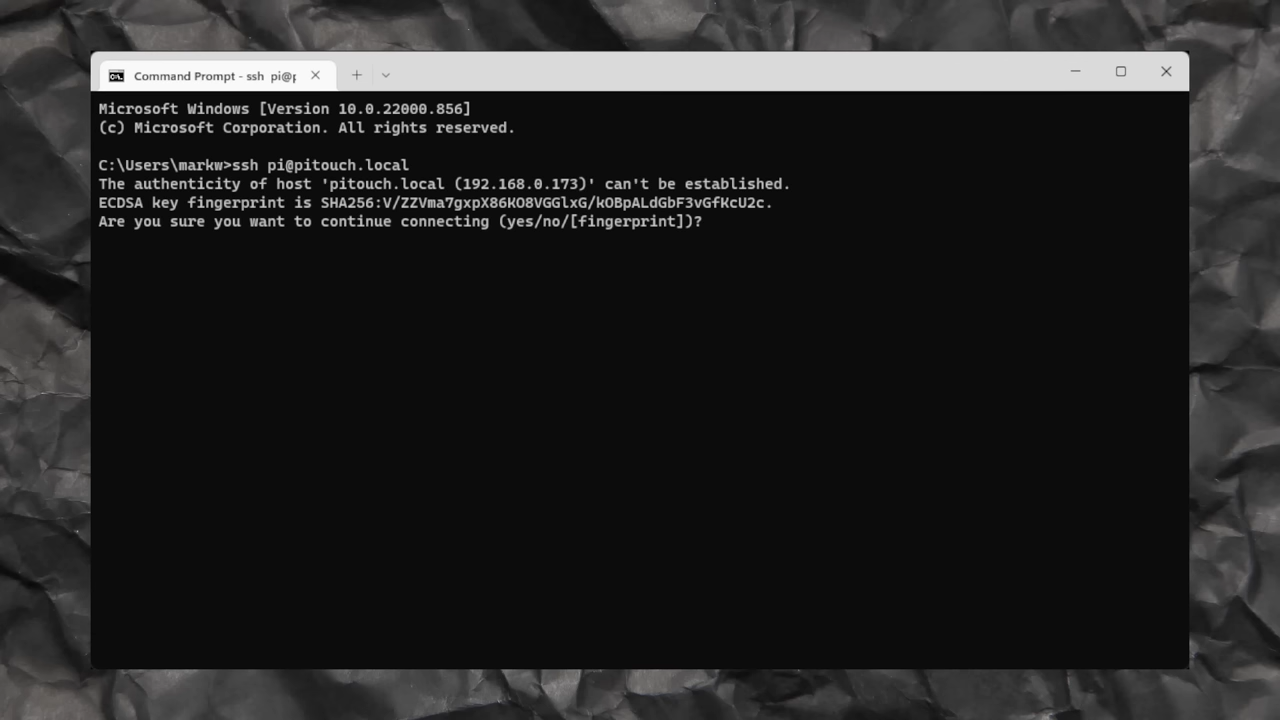 Command Prompt - ssh pi@p
Microsoft Windows [Version 10.0.22000.856]
(c) Microsoft Corporation. All rights reserved.
C:\Users\markw>ssh pi@pitouch.local
The authenticity of host 'pitouch.local (192.168.0.173)' can't be established.
ECDSA key fingerprint is SHA256:V/ZZVma7gxpX86KO8VGGlxG/kOBpALdGbF3vGfKcU2c.
Are you sure you want to continue connecting (yes/no/[fingerprint])?